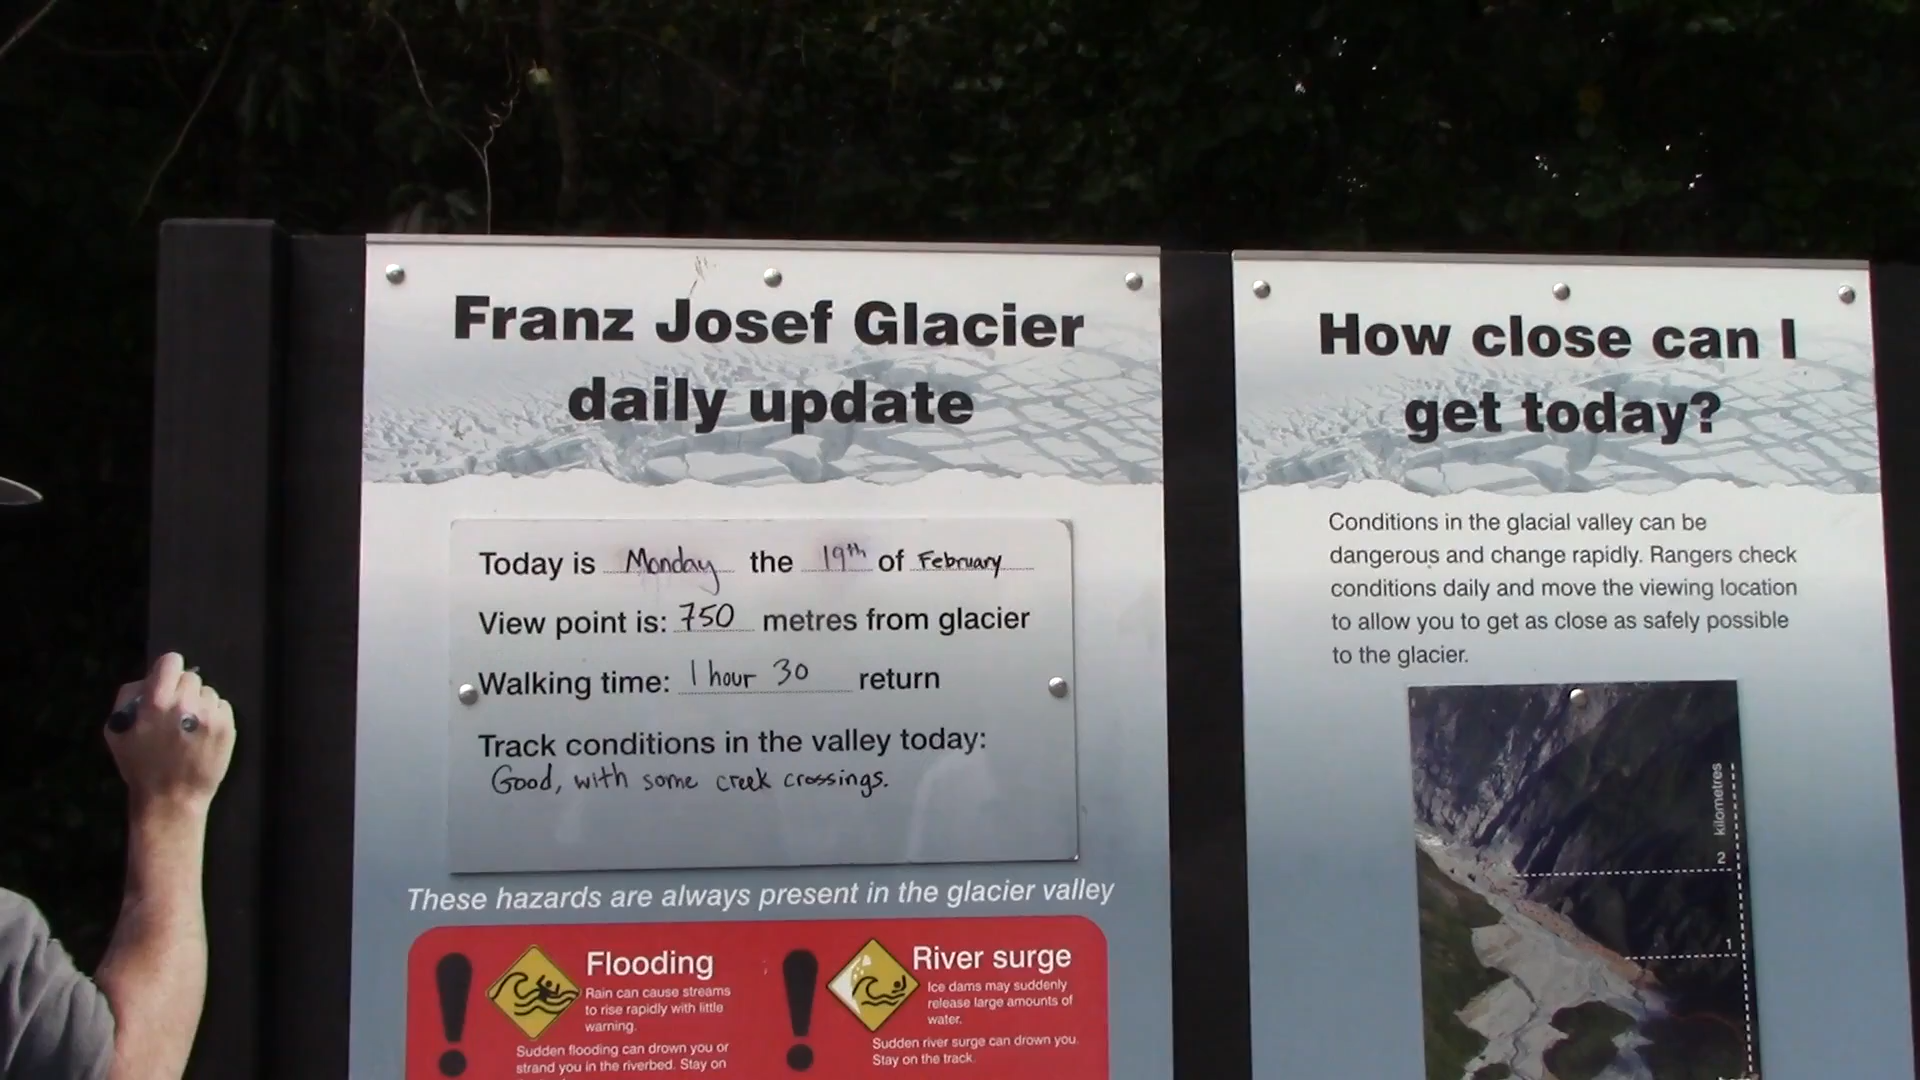 Franz Josef Glacier
daily update
Today is Monday the 19th of February
View point is: 750 metres from glacier
Walking time: 1 hour 30 return
Track conditions in the valley today:
Good, with some creek crossings.
These hazards are always present in the glacier valley
Flooding
Rain can cause streams
to rise rapidly with little
warning.
Sudden flooding can drown you or
strand you in the riverbed. Stay on
River surge
Ice dams may suddenly
release large amounts of
water.
Sudden river surge can drown you.
Stay on the track.
How close can I
get today?
Conditions in the glacial valley can be
dangerous and change rapidly. Rangers check
conditions daily and move the viewing location
to allow you to get as close as safely possible
to the glacier.
kilometres
2
1